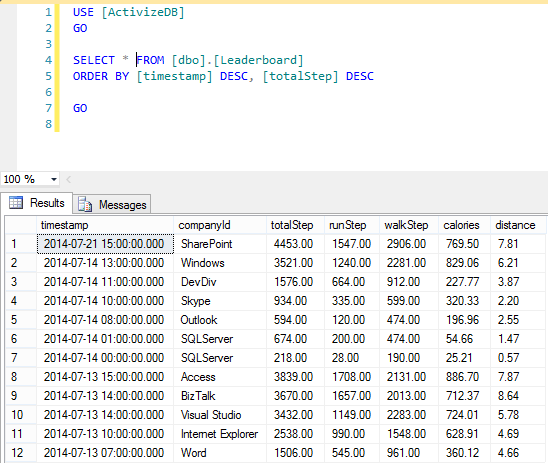 1 USE [ActivizeDB]
2 GO
3
4 SELECT * FROM [dbo].[Leaderboard]
5 ORDER BY [timestamp] DESC, [totalStep] DESC
6
7 GO
8
100 %
Results Messages
timestamp companyId totalStep runStep walkStep calories distance
1 2014-07-21 15:00:00.000 SharePoint 4453.00 1547.00 2906.00 769.50 7.81
2 2014-07-14 13:00:00.000 Windows 3521.00 1240.00 2281.00 829.06 6.21
3 2014-07-14 11:00:00.000 DevDiv 1576.00 664.00 912.00 227.77 3.87
4 2014-07-14 10:00:00.000 Skype 934.00 335.00 599.00 320.33 2.20
5 2014-07-14 08:00:00.000 Outlook 594.00 120.00 474.00 196.96 2.55
6 2014-07-14 01:00:00.000 SQLServer 674.00 200.00 474.00 54.66 1.47
7 2014-07-14 00:00:00.000 SQLServer 218.00 28.00 190.00 25.21 0.57
8 2014-07-13 15:00:00.000 Access 3839.00 1708.00 2131.00 886.70 7.87
9 2014-07-13 14:00:00.000 BizTalk 3670.00 1657.00 2013.00 712.37 8.64
10 2014-07-13 14:00:00.000 Visual Studio 3432.00 1149.00 2283.00 724.01 5.78
11 2014-07-13 10:00:00.000 Internet Explorer 2538.00 990.00 1548.00 628.91 4.69
12 2014-07-13 07:00:00.000 Word 1506.00 545.00 961.00 360.12 4.66